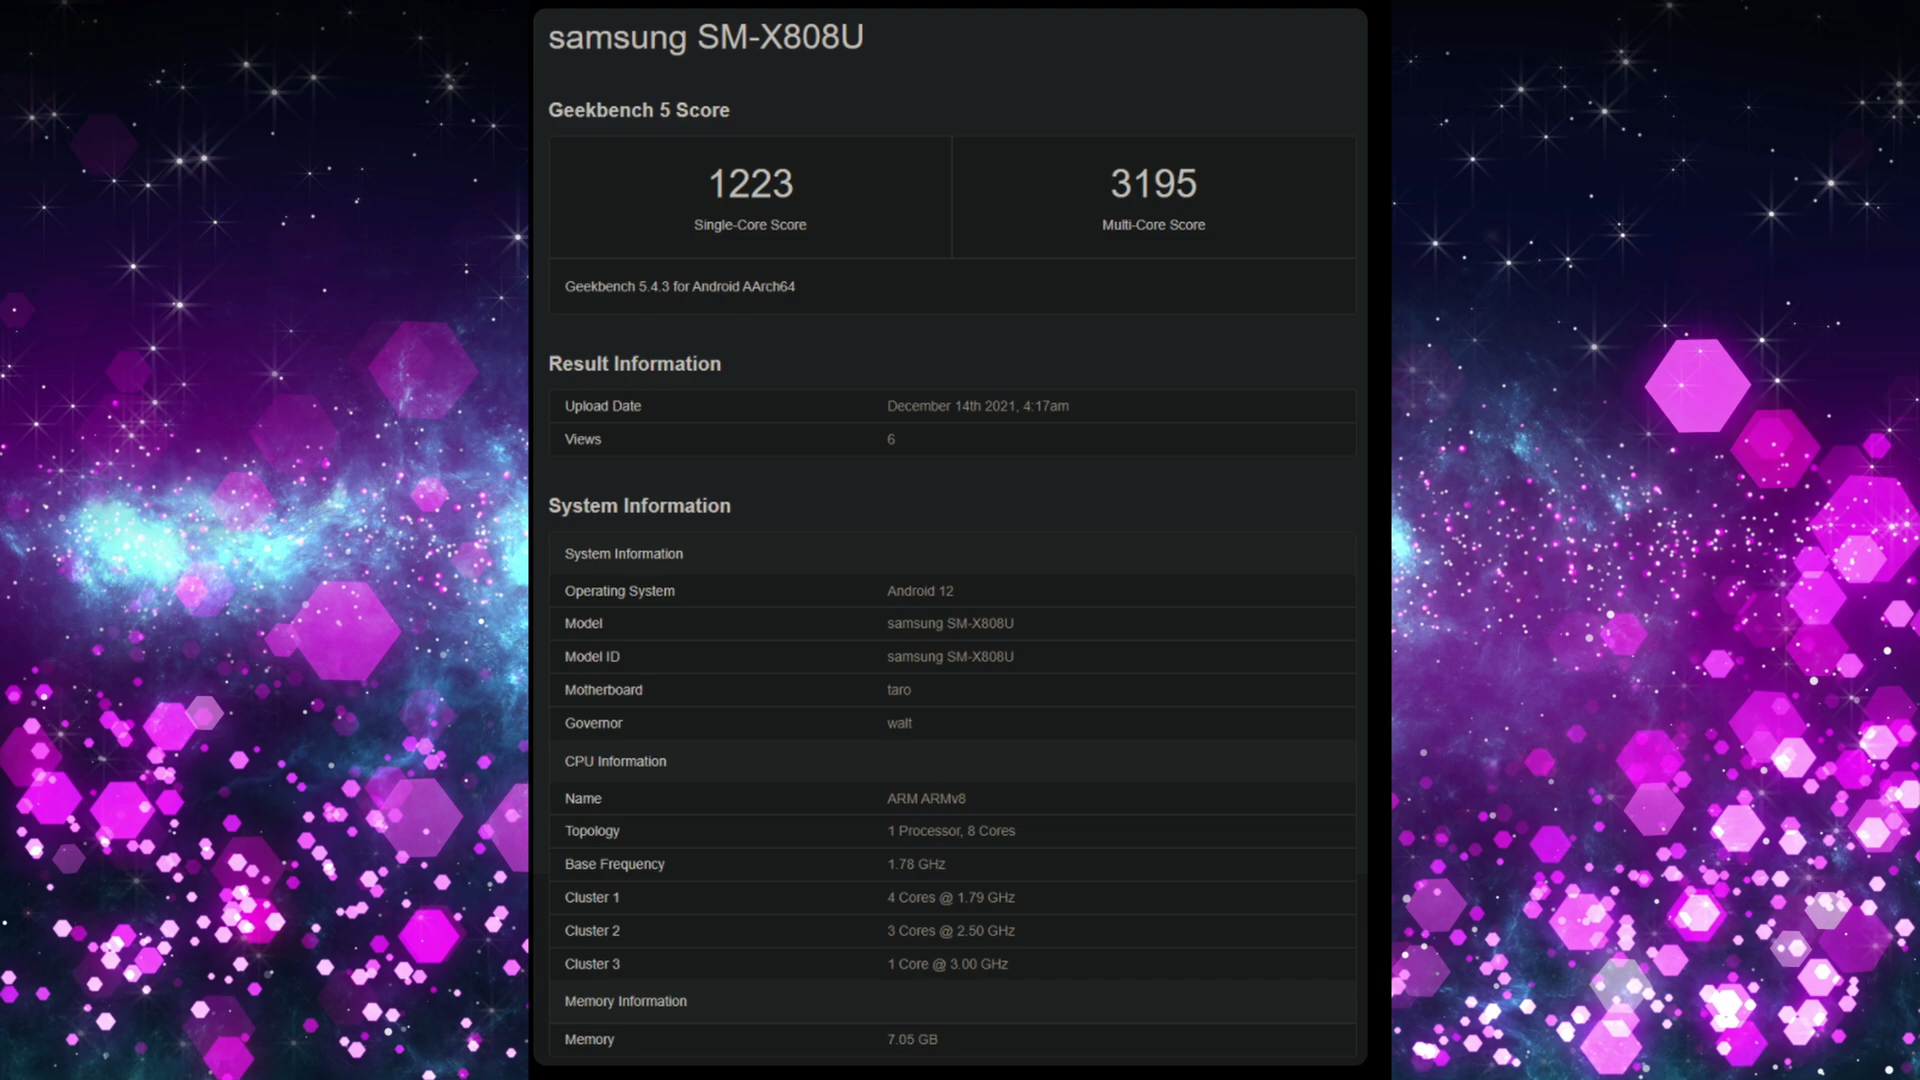 samsung SM-X808U
Geekbench 5 Score
1223
Single-Core Score
3195
Multi-Core Score
Geekbench 5.4.3 for Android AArch64
Result Information
Upload Date December 14th 2021, 4:17am
Views 6
System Information
System Information
Operating System Android 12
Model samsung SM-X808U
Model ID samsung SM-X808U
Motherboard taro
Governor walt
CPU Information
Name ARM ARMv8
Topology 1 Processor, 8 Cores
Base Frequency 1.78 GHz
Cluster 1 4 Cores @ 1.79 GHz
Cluster 2 3 Cores @ 2.50 GHz
Cluster 3 1 Core @ 3.00 GHz
Memory Information
Memory 7.05 GB